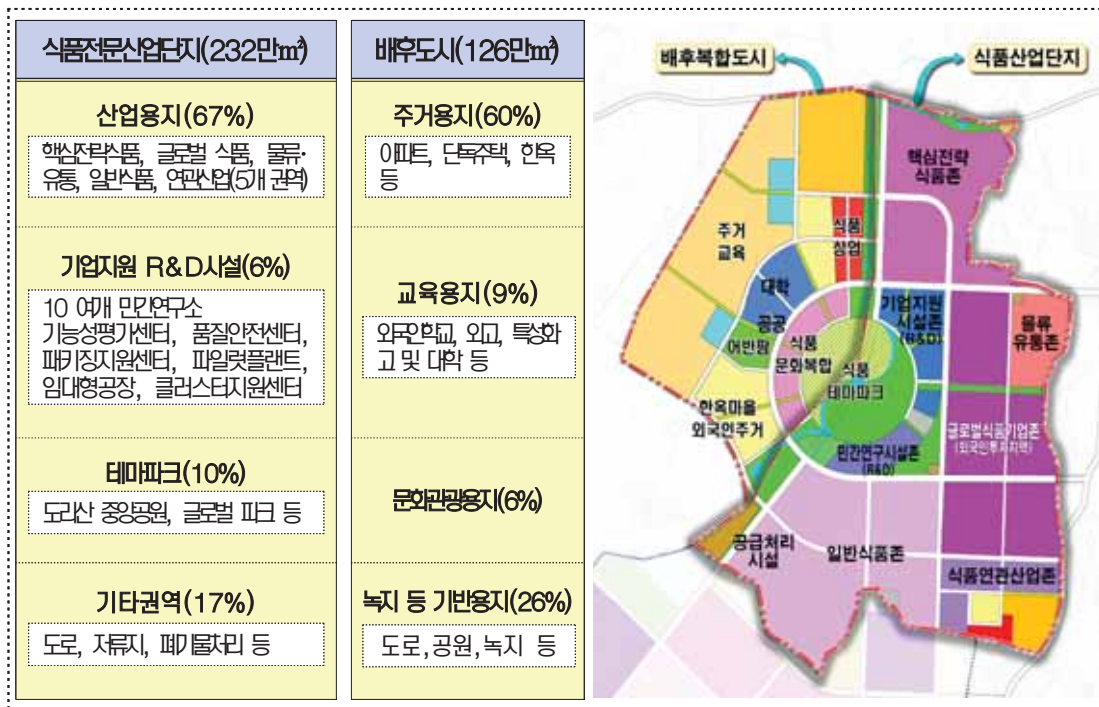 식품전문산업단지(232만㎡)
산업용지(67%)
핵심전략식품, 글로벌 식품, 물류·
유통, 일반식품, 연관산업(5개 권역)
기업지원 R&D시설(6%)
10 여개 민간연구소
기능성평가센터, 품질안전센터,
패키징지원센터, 파일럿플랜트,
임대형공장, 클러스터지원센터
테마파크(10%)
도리산 중앙공원, 글로벌 파크 등
기타권역(17%)
도로, 저류지, 폐기물처리 등
배후도시(126만㎡)
주거용지(60%)
아파트, 단독주택, 한옥
등
교육용지(9%)
외국인학교, 외고, 특성화
고 및 대학 등
문화관광용지(6%)
녹지 등 기반용지(26%)
도로,공원,녹지 등
배후복합도시
식품산업단지
핵심전략
식품존
주거
교육
식품
상업
대학
공공
어반팜
기업지원
시설존
(R&D)
물류
유통존
식품
문화복합
식품
테마파크
한옥마을
외국인주거
글로벌식품기업존
(외국인투자지역)
민간연구시설존
(R&D)
공급처리
시설
일반식품존
식품연관산업존